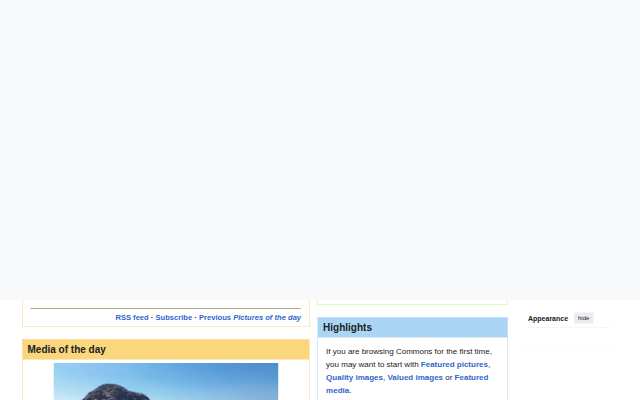 RSS feed · Subscribe · Previous Pictures of the day
Media of the day
Highlights
If you are browsing Commons for the first time,
you may want to start with Featured pictures,
Quality images, Valued images or Featured
media.
Appearance hide